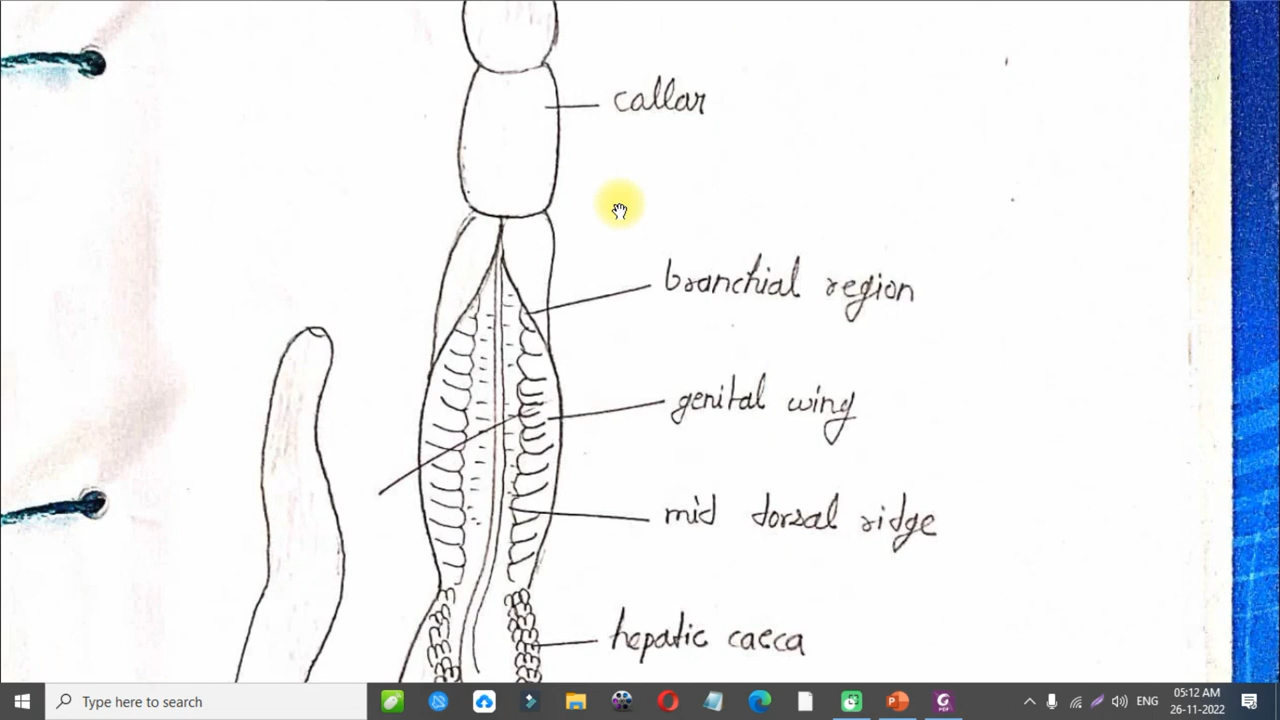 callar
branchial region
genital wing
mid dorsal ridge
hepatic caeca
Type here to search
ENG
05:12 AM
26-11-2022